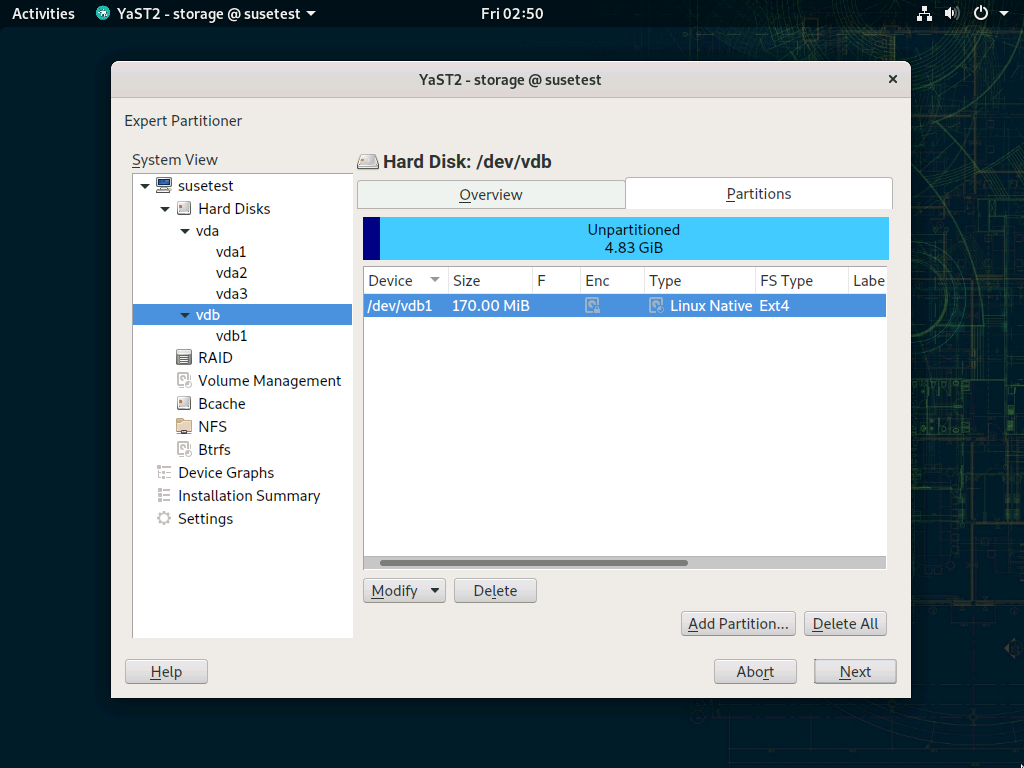 Activities YaST2 - storage @ susetest Fri 02:50
YaST2 - storage @ susetest
Expert Partitioner
System View
susetest
Hard Disks
vda
vda1
vda2
vda3
vdb
vdb1
RAID
Volume Management
Bcache
NFS
Btrfs
Device Graphs
Installation Summary
Settings
Hard Disk: /dev/vdb
Overview Partitions
Unpartitioned
4.83 GiB
Device Size F Enc Type FS Type Labe
/dev/vdb1 170.00 MiB Linux Native Ext4
Modify Delete
Add Partition... Delete All
Help Abort Next